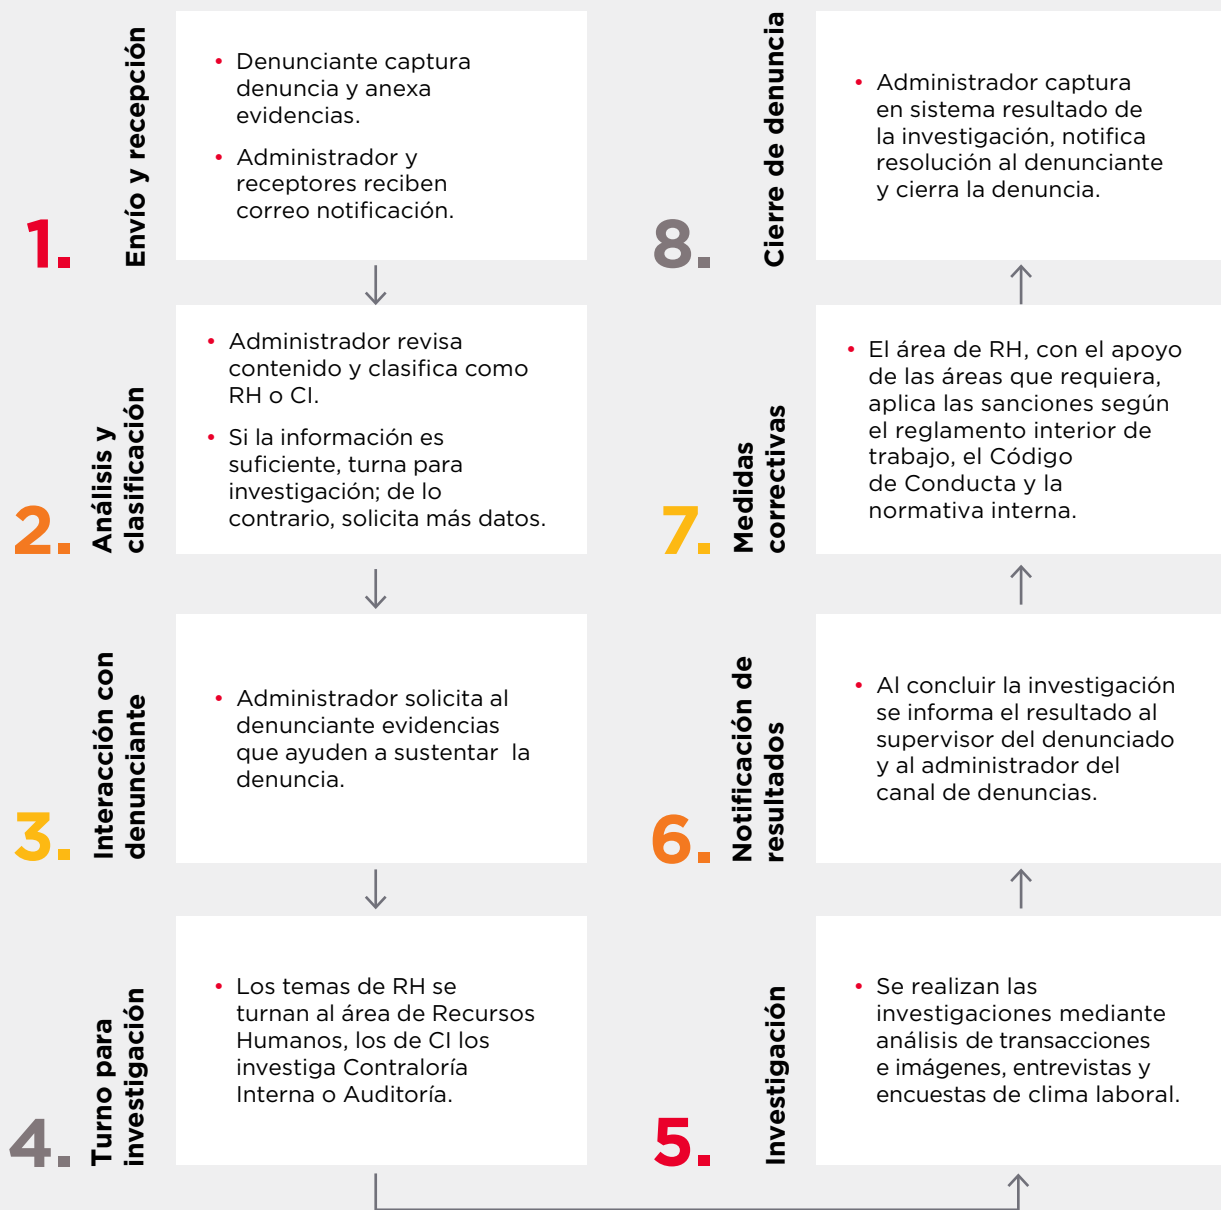 1.
Envío y recepción
• Denunciante captura
denuncia y anexa
evidencias.
• Administrador y
receptores reciben
correo notificación.
2.
Análisis y
clasificación
• Administrador revisa
contenido y clasifica como
RH o CI.
• Si la información es
suficiente, turna para
investigación; de lo
contrario, solicita más datos.
3.
Interacción con
denunciante
• Administrador solicita al
denunciante evidencias
que ayuden a sustentar la
denuncia.
4.
Turno para
investigación
• Los temas de RH se
turnan al área de Recursos
Humanos, los de CI los
investiga Contraloría
Interna o Auditoría.
5.
Investigación
• Se realizan las
investigaciones mediante
análisis de transacciones
e imágenes, entrevistas y
encuestas de clima laboral.
6.
Notificación de
resultados
• Al concluir la investigación
se informa el resultado al
supervisor del denunciado
y al administrador del
canal de denuncias.
7.
Medidas
correctivas
• El área de RH, con el apoyo
de las áreas que requiera,
aplica las sanciones según
el reglamento interior de
trabajo, el Código
de Conducta y la
normativa interna.
8.
Cierre de denuncia
• Administrador captura
en sistema resultado de
la investigación, notifica
resolución al denunciante
y cierra la denuncia.